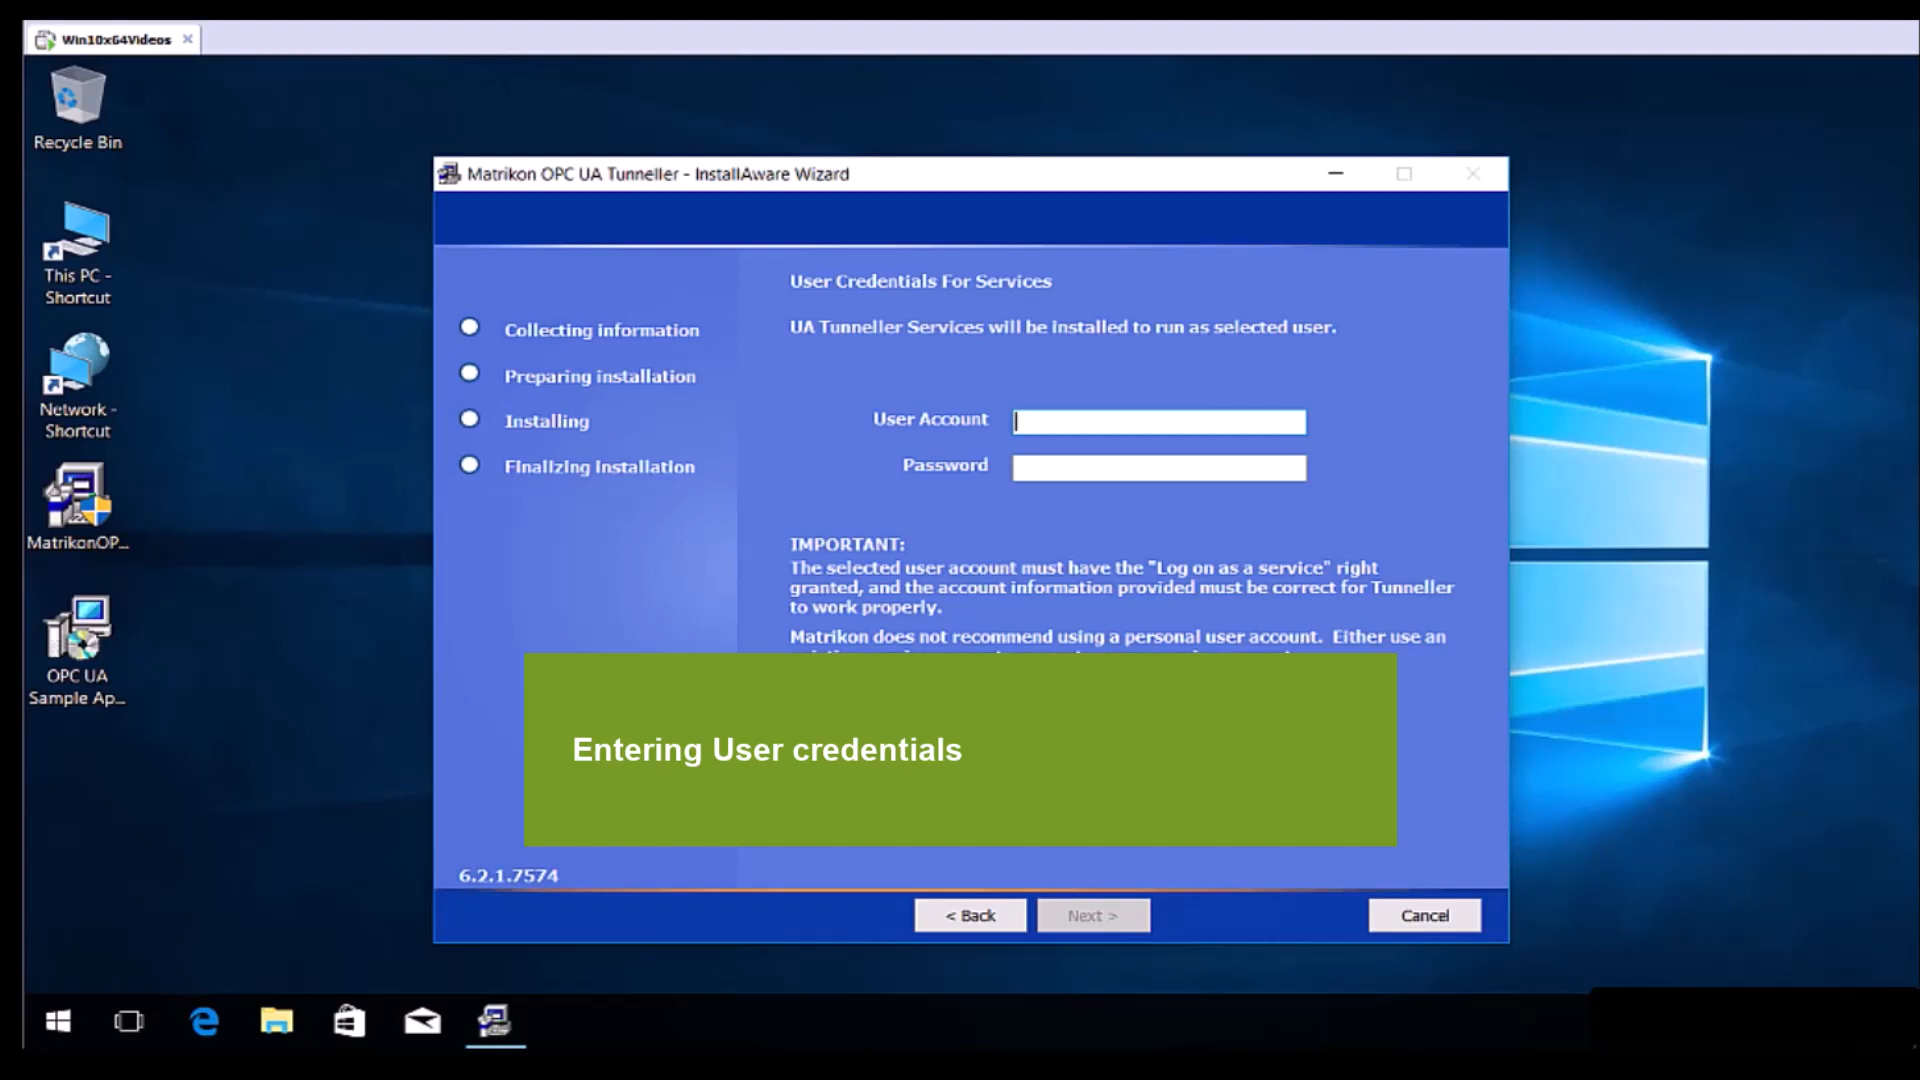 Win10x64Videos
Recycle Bin
This PC -
Shortcut
Network -
Shortcut
MatrikonOP...
OPC UA
Sample Ap...
Matrikon OPC UA Tunneller - InstallAware Wizard
Collecting information
Preparing installation
Installing
Finalizing installation
User Credentials For Services
UA Tunneller Services will be installed to run as selected user.
User Account
Password
IMPORTANT:
The selected user account must have the "Log on as a service" right
granted, and the account information provided must be correct for Tunneller
to work properly.
Matrikon does not recommend using a personal user account. Either use an
Entering User credentials
6.2.1.7574
< Back
Next >
Cancel